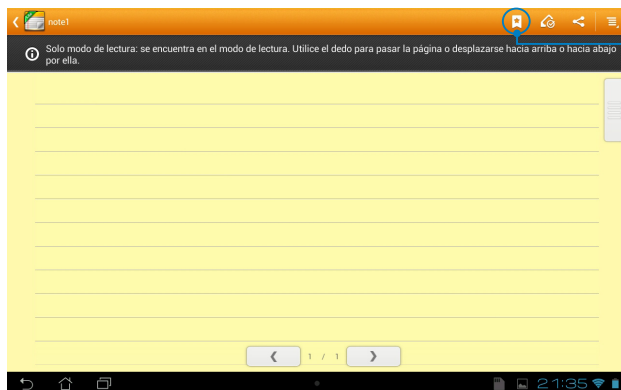 note1
Solo modo de lectura: se encuentra en el modo de lectura. Utilice el dedo para pasar la página o desplazarse hacia arriba o hacia abajo
por ella.
1 / 1
21:35